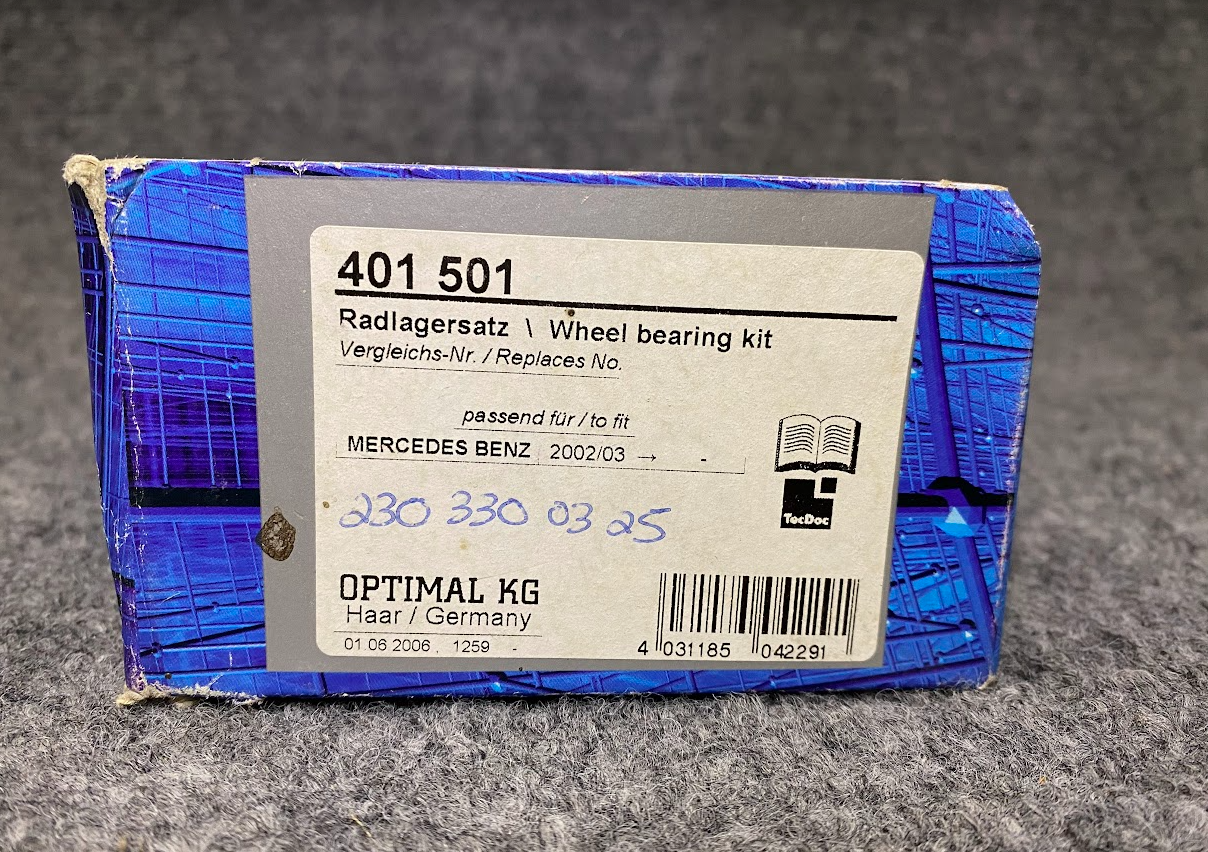 401 501
Radlagersatz \ Wheel bearing kit
Vergleichs-Nr. / Replaces No.
passend für / to fit
MERCEDES BENZ 2002/03 → -
230 330 03 25
TecDoc
OPTIMAL KG
Haar / Germany
01 06 2006 1259 -
4 031185 042291